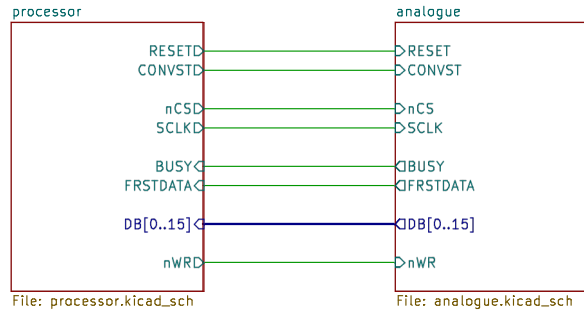 processor
analogue
RESET
RESET
CONVST
CONVST
nCS
nCS
SCLK
SCLK
BUSY
BUSY
FRSTDATA
FRSTDATA
DB[0..15]
DB[0..15]
nWR
nWR
File: processor.kicad_sch
File: analogue.kicad_sch